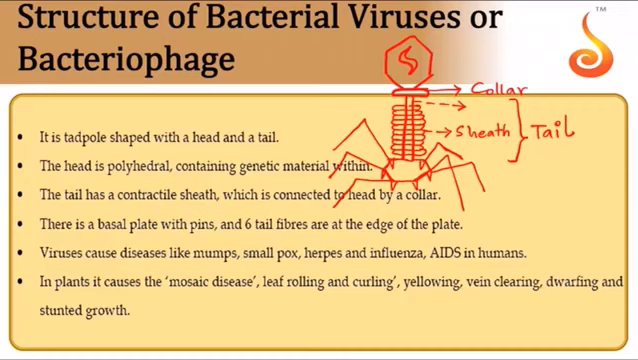 Structure of Bacterial Viruses or
Bacteriophage
TM
Collar
Sheath
Tail
• It is tadpole shaped with a head and a tail.
• The head is polyhedral, containing genetic material within.
• The tail has a contractile sheath, which is connected to head by a collar.
• There is a basal plate with pins, and 6 tail fibres are at the edge of the plate.
• Viruses cause diseases like mumps, small pox, herpes and influenza, AIDS in humans.
• In plants it causes the 'mosaic disease', leaf rolling and curling', yellowing, vein clearing, dwarfing and
stunted growth.